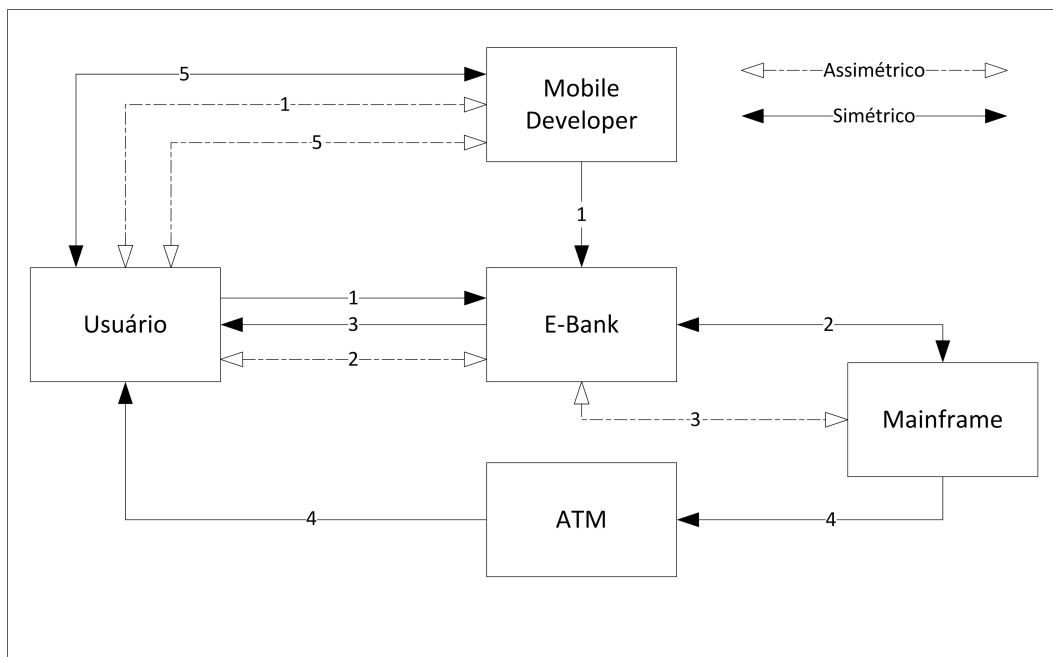 5
Mobile
Developer
Assimétrico
1
Simétrico
5
1
Usuário
1
E-Bank
3
2
2
3
Mainframe
4
ATM
4